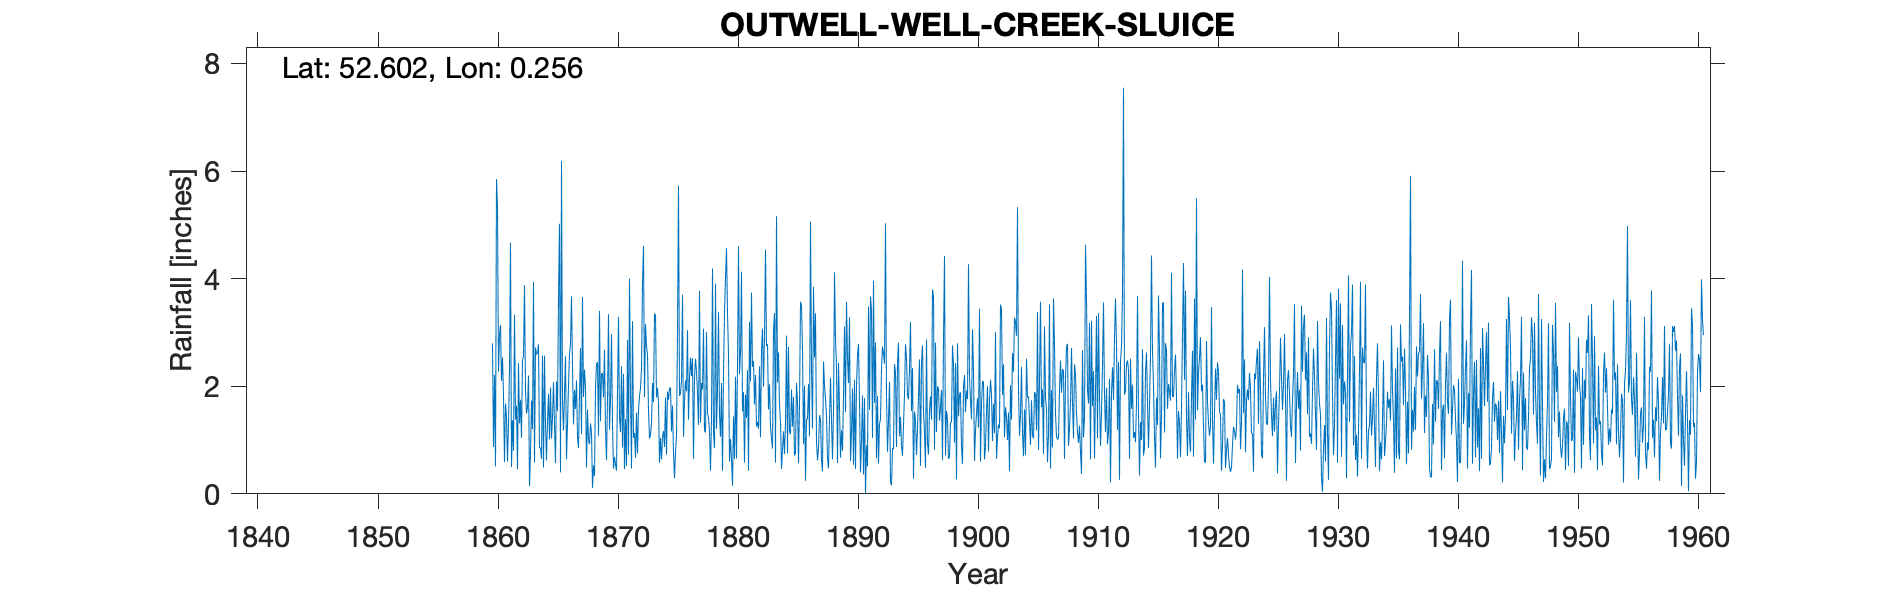 OUTWELL-WELL-CREEK-SLUICE
Lat: 52.602, Lon: 0.256
8
6
4
2
0
Rainfall [inches]
1840 1850 1860 1870 1880 1890 1900 1910 1920 1930 1940 1950 1960
Year